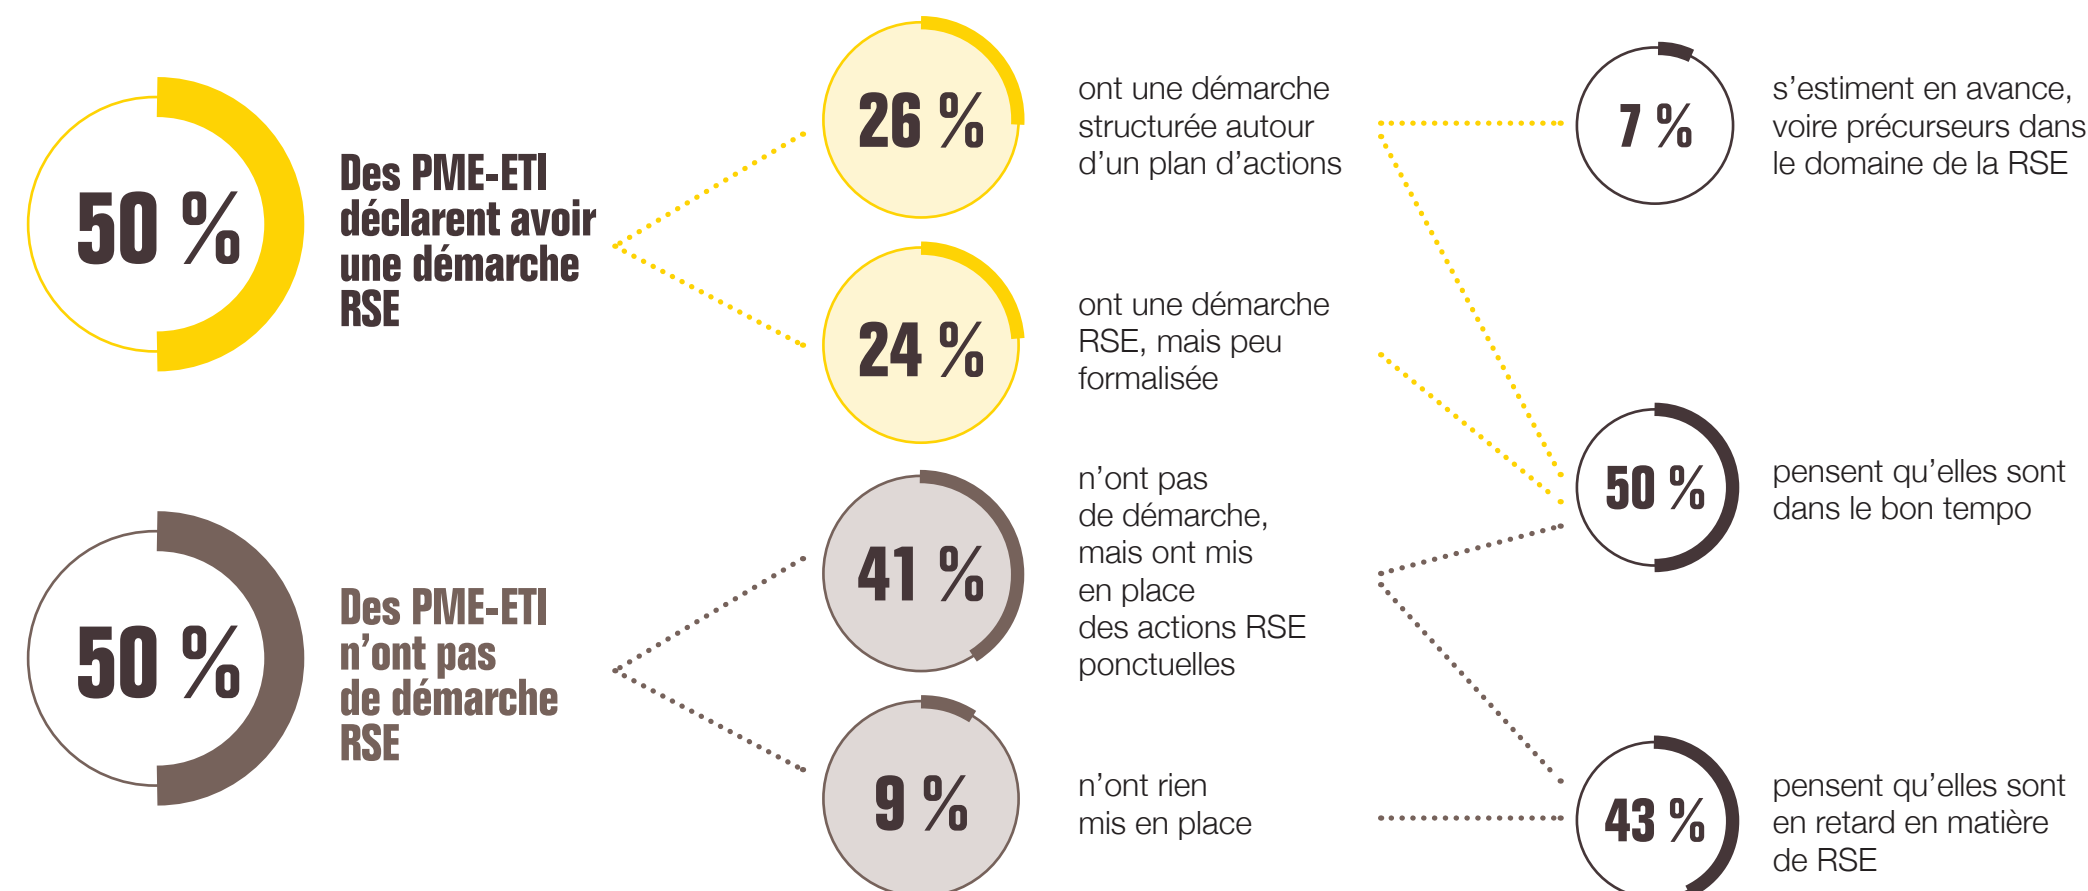 50 %
Des PME-ETI
déclarent avoir
une démarche
RSE
26 %
ont une démarche
structurée autour
d’un plan d’actions
24 %
ont une démarche
RSE, mais peu
formalisée
7 %
s’estiment en avance,
voire précurseurs dans
le domaine de la RSE
50 %
Des PME-ETI
n’ont pas
de démarche
RSE
41 %
n’ont pas
de démarche,
mais ont mis
en place
des actions RSE
ponctuelles
9 %
n’ont rien
mis en place
50 %
pensent qu’elles sont
dans le bon tempo
43 %
pensent qu’elles sont
en retard en matière
de RSE